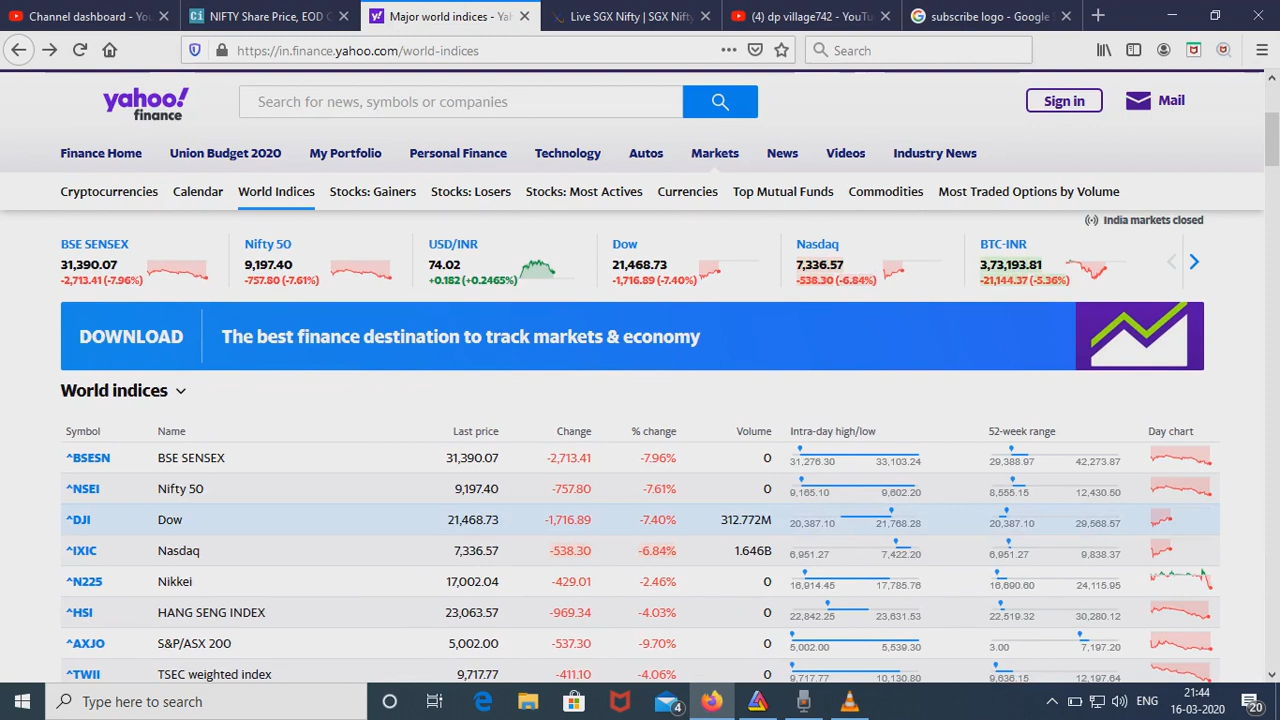 Channel dashboard - You
NIFTY Share Price, EOD C
Major world indices - Yah
Live SGX Nifty | SGX Nifty
(4) dp village742 - YouTu
subscribe logo - Google S
https://in.finance.yahoo.com/world-indices
Search
yahoo!
finance
Search for news, symbols or companies
Sign in
Mail
Finance Home Union Budget 2020 My Portfolio Personal Finance Technology Autos Markets News Videos Industry News
Cryptocurrencies Calendar World Indices Stocks: Gainers Stocks: Losers Stocks: Most Actives Currencies Top Mutual Funds Commodities Most Traded Options by Volume
India markets closed
BSE SENSEX Nifty 50 USD/INR Dow Nasdaq BTC-INR
31,390.07 9,197.40 74.02 21,468.73 7,336.57 3,73,193.81
-2,713.41 (-7.96%) -757.80 (-7.61%) +0.182 (+0.2465%) -1,716.89 (-7.40%) -538.30 (-6.84%) -21,144.37 (-5.36%)
DOWNLOAD The best finance destination to track markets & economy
World indices
Symbol Name Last price Change % change Volume Intra-day high/low 52-week range Day chart
^BSESN BSE SENSEX 31,390.07 -2,713.41 -7.96% 0 31,276.30 33,103.24 29,388.97 42,273.87
^NSEI Nifty 50 9,197.40 -757.80 -7.61% 0 9,165.10 9,602.20 8,555.15 12,430.50
^DJI Dow 21,468.73 -1,716.89 -7.40% 312.772M 20,387.10 21,768.28 20,387.10 29,568.57
^IXIC Nasdaq 7,336.57 -538.30 -6.84% 1.646B 6,951.27 7,422.20 6,951.27 9,838.37
^N225 Nikkei 17,002.04 -429.01 -2.46% 0 16,914.45 17,785.76 16,690.60 24,115.95
^HSI HANG SENG INDEX 23,063.57 -969.34 -4.03% 0 22,842.25 23,631.53 22,519.32 30,280.12
^AXJO S&P/ASX 200 5,002.00 -537.30 -9.70% 0 5,002.00 5,539.30 3.00 7,197.20
^TWII TSEC weighted index 9,717.77 -411.10 -4.06% 0 9,717.77 10,130.80 9,636.15 12,197.64
Type here to search
4
ENG
21:44
16-03-2020
20